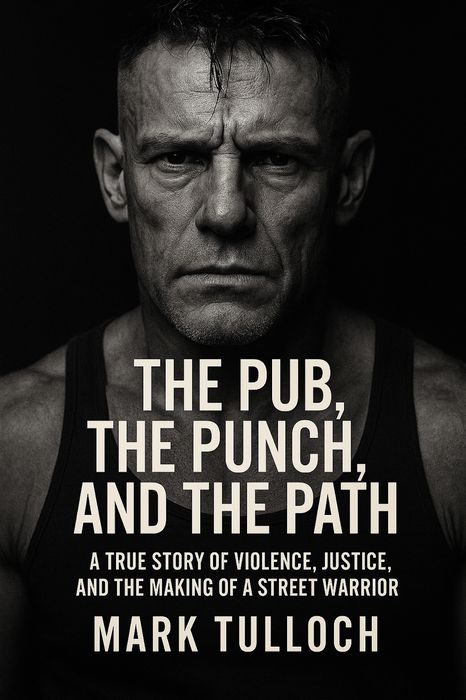 THE PUB,
THE PUNCH,
AND THE PATH
A TRUE STORY OF VIOLENCE, JUSTICE,
AND THE MAKING OF A STREET WARRIOR
MARK TULLOCH